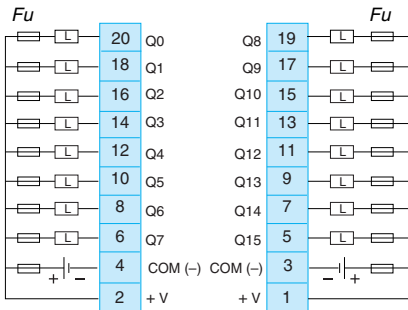 Fu Fu
L 20 Q0 Q8 19 L
L 18 Q1 Q9 17 L
L 16 Q2 Q10 15 L
L 14 Q3 Q11 13 L
L 12 Q4 Q12 11 L
L 10 Q5 Q13 9 L
L 8 Q6 Q14 7 L
L 6 Q7 Q15 5 L
+ − 4 COM (–) COM (–) 3 − +
2 + V + V 1